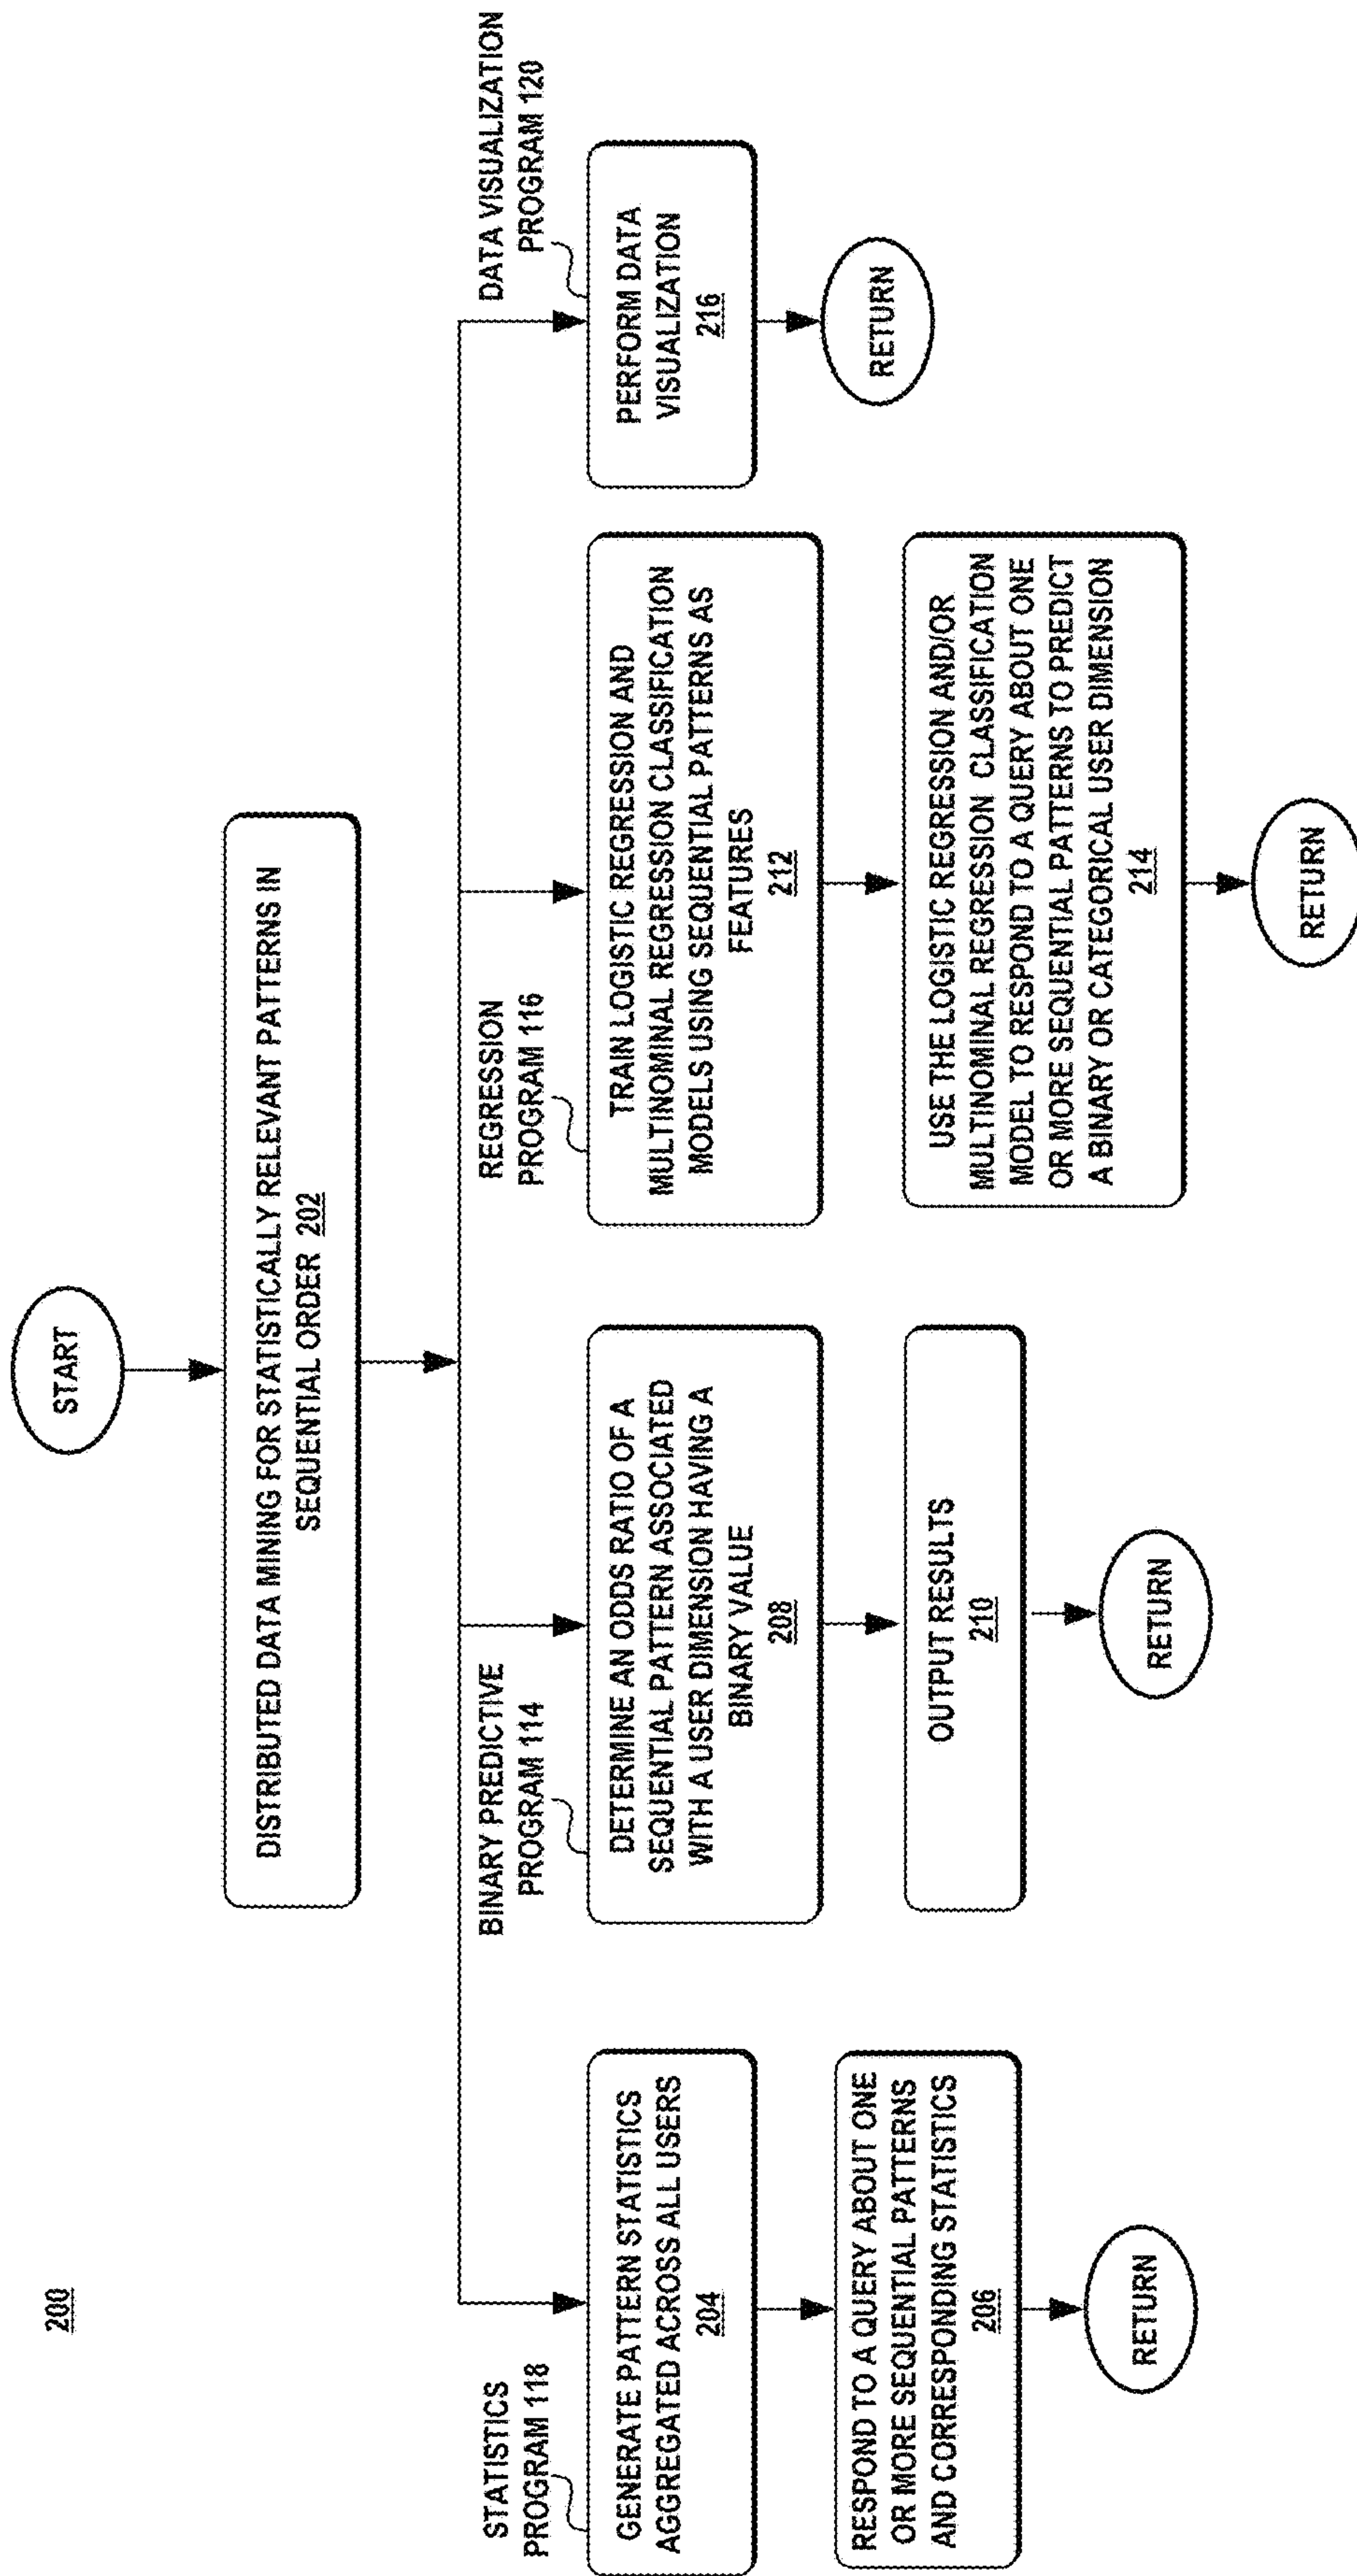 200
START
DISTRIBUTED DATA MINING FOR STATISTICALLY RELEVANT PATTERNS IN
SEQUENTIAL ORDER 202
STATISTICS
PROGRAM 118
GENERATE PATTERN STATISTICS
AGGREGATED ACROSS ALL USERS
204
RESPOND TO A QUERY ABOUT ONE
OR MORE SEQUENTIAL PATTERNS
AND CORRESPONDING STATISTICS
206
RETURN
BINARY PREDICTIVE
PROGRAM 114
DETERMINE AN ODDS RATIO OF A
SEQUENTIAL PATTERN ASSOCIATED
WITH A USER DIMENSION HAVING A
BINARY VALUE
208
OUTPUT RESULTS
210
RETURN
REGRESSION
PROGRAM 116
TRAIN LOGISTIC REGRESSION AND
MULTINOMINAL REGRESSION CLASSIFICATION
MODELS USING SEQUENTIAL PATTERNS AS
FEATURES
212
USE THE LOGISTIC REGRESSION AND/OR
MULTINOMINAL REGRESSION CLASSIFICATION
MODEL TO RESPOND TO A QUERY ABOUT ONE
OR MORE SEQUENTIAL PATTERNS TO PREDICT
A BINARY OR CATEGORICAL USER DIMENSION
214
RETURN
DATA VISUALIZATION
PROGRAM 120
PERFORM DATA
VISUALIZATION
216
RETURN